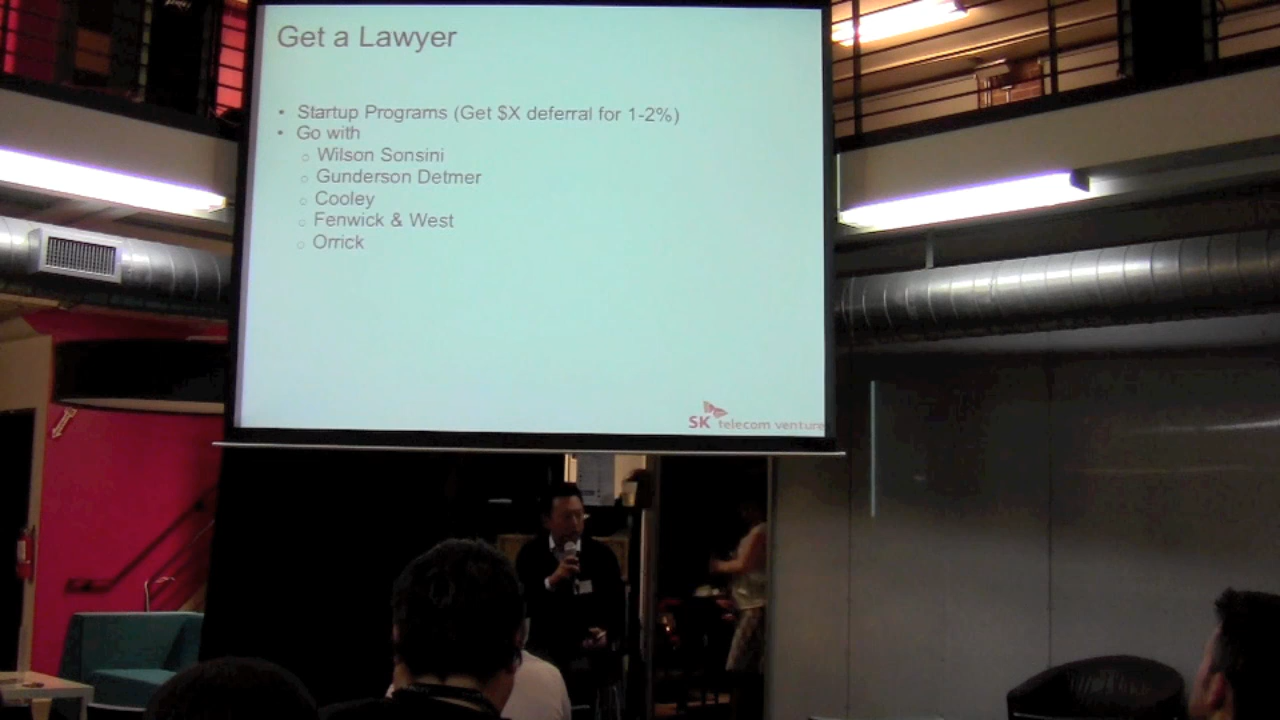 Get a Lawyer
• Startup Programs (Get $X deferral for 1-2%)
• Go with
○ Wilson Sonsini
○ Gunderson Detmer
○ Cooley
○ Fenwick & West
○ Orrick
SK telecom venture